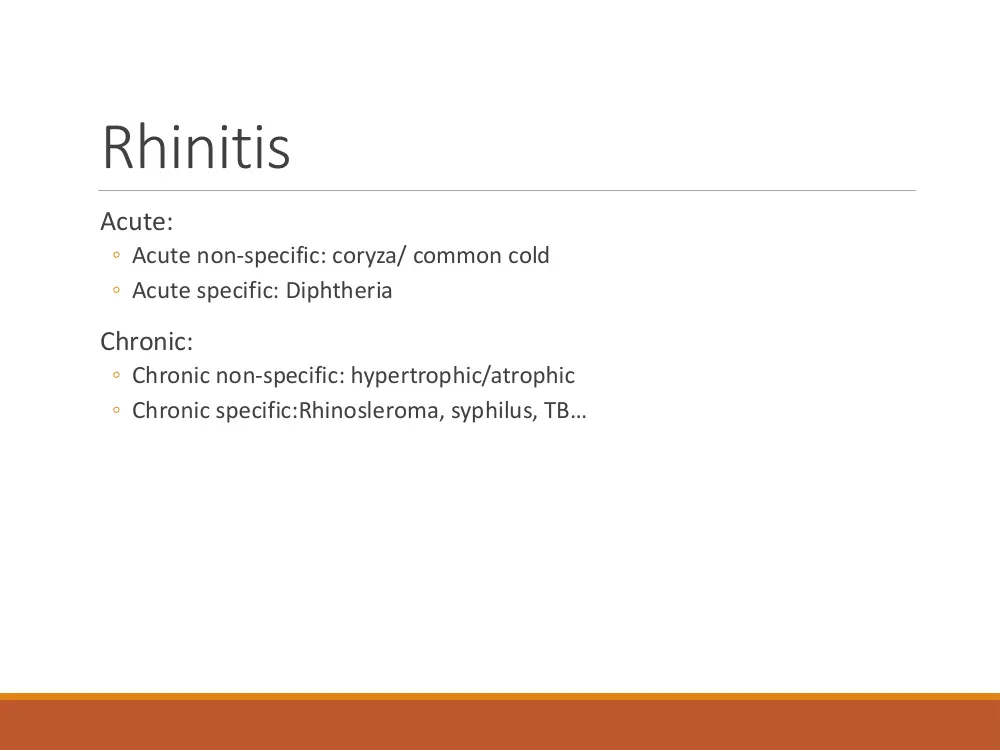 Rhinitis
Acute:
◦ Acute non-specific: coryza/ common cold
◦ Acute specific: Diphtheria
Chronic:
◦ Chronic non-specific: hypertrophic/atrophic
◦ Chronic specific:Rhinosleroma, syphilus, TB…